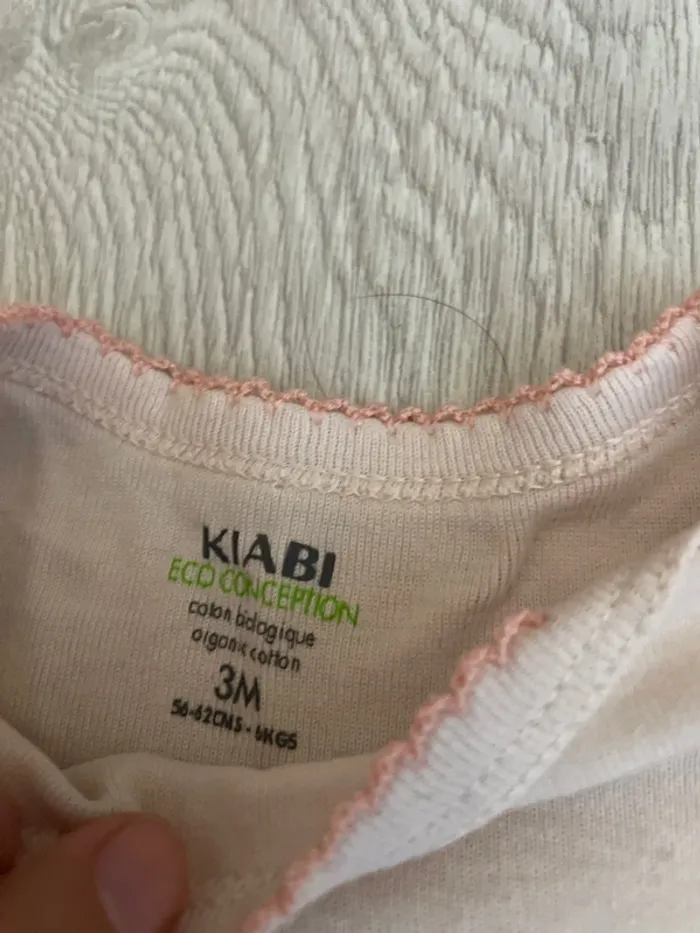 KIABI
ECO CONCEPTION
coton biologique
organic cotton
3M
56-62CMS - 6KGS